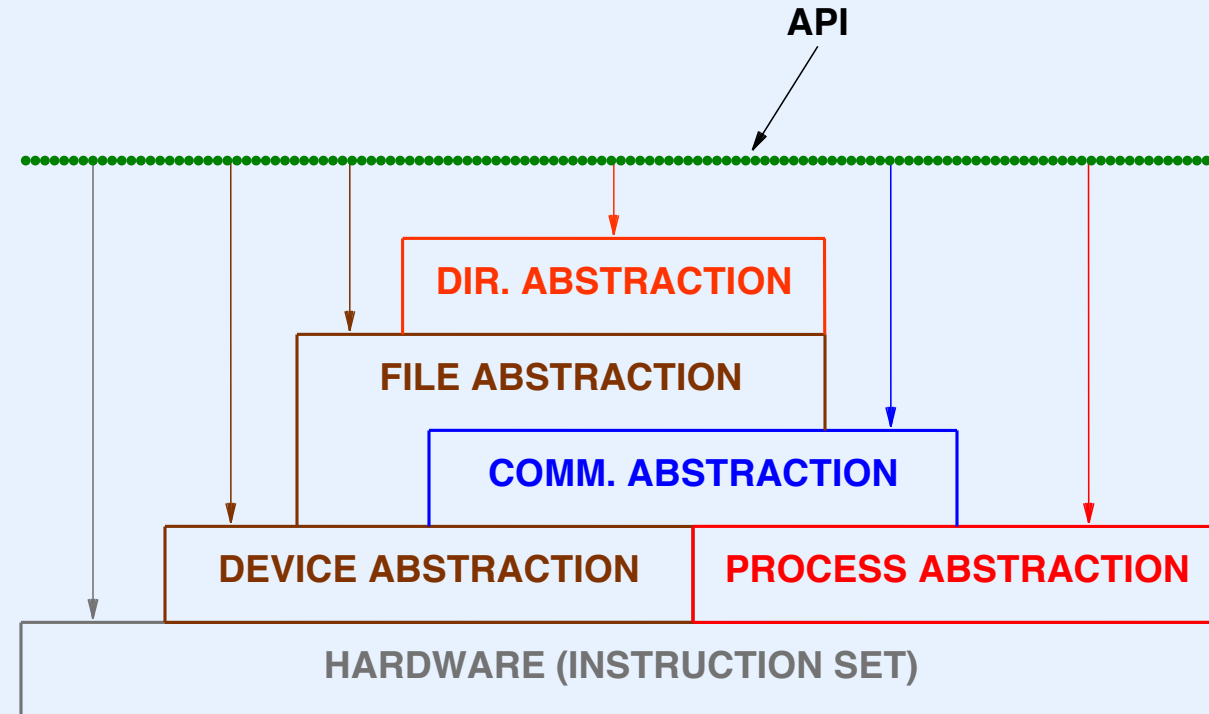 API
DIR. ABSTRACTION
FILE ABSTRACTION
COMM. ABSTRACTION
DEVICE ABSTRACTION
PROCESS ABSTRACTION
HARDWARE (INSTRUCTION SET)